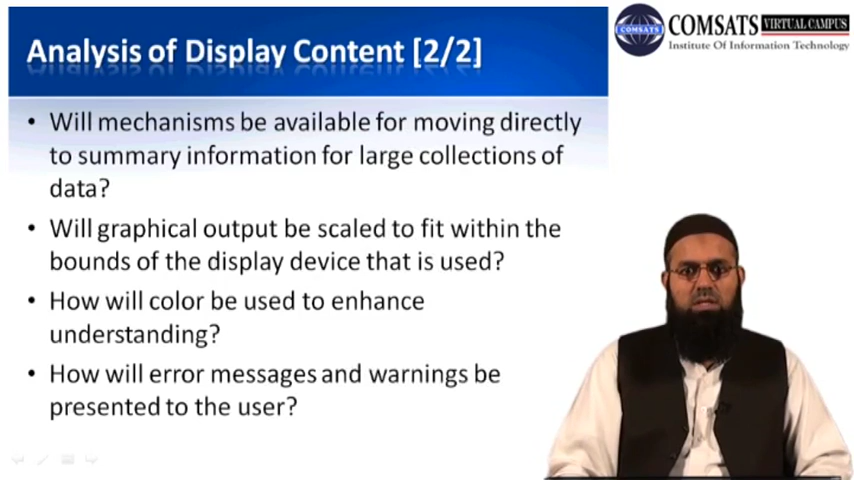 Analysis of Display Content [2/2]
COMSATS VIRTUAL CAMPUS
Institute Of Information Technology
COMSATS
• Will mechanisms be available for moving directly
to summary information for large collections of
data?
• Will graphical output be scaled to fit within the
bounds of the display device that is used?
• How will color be used to enhance
understanding?
• How will error messages and warnings be
presented to the user?